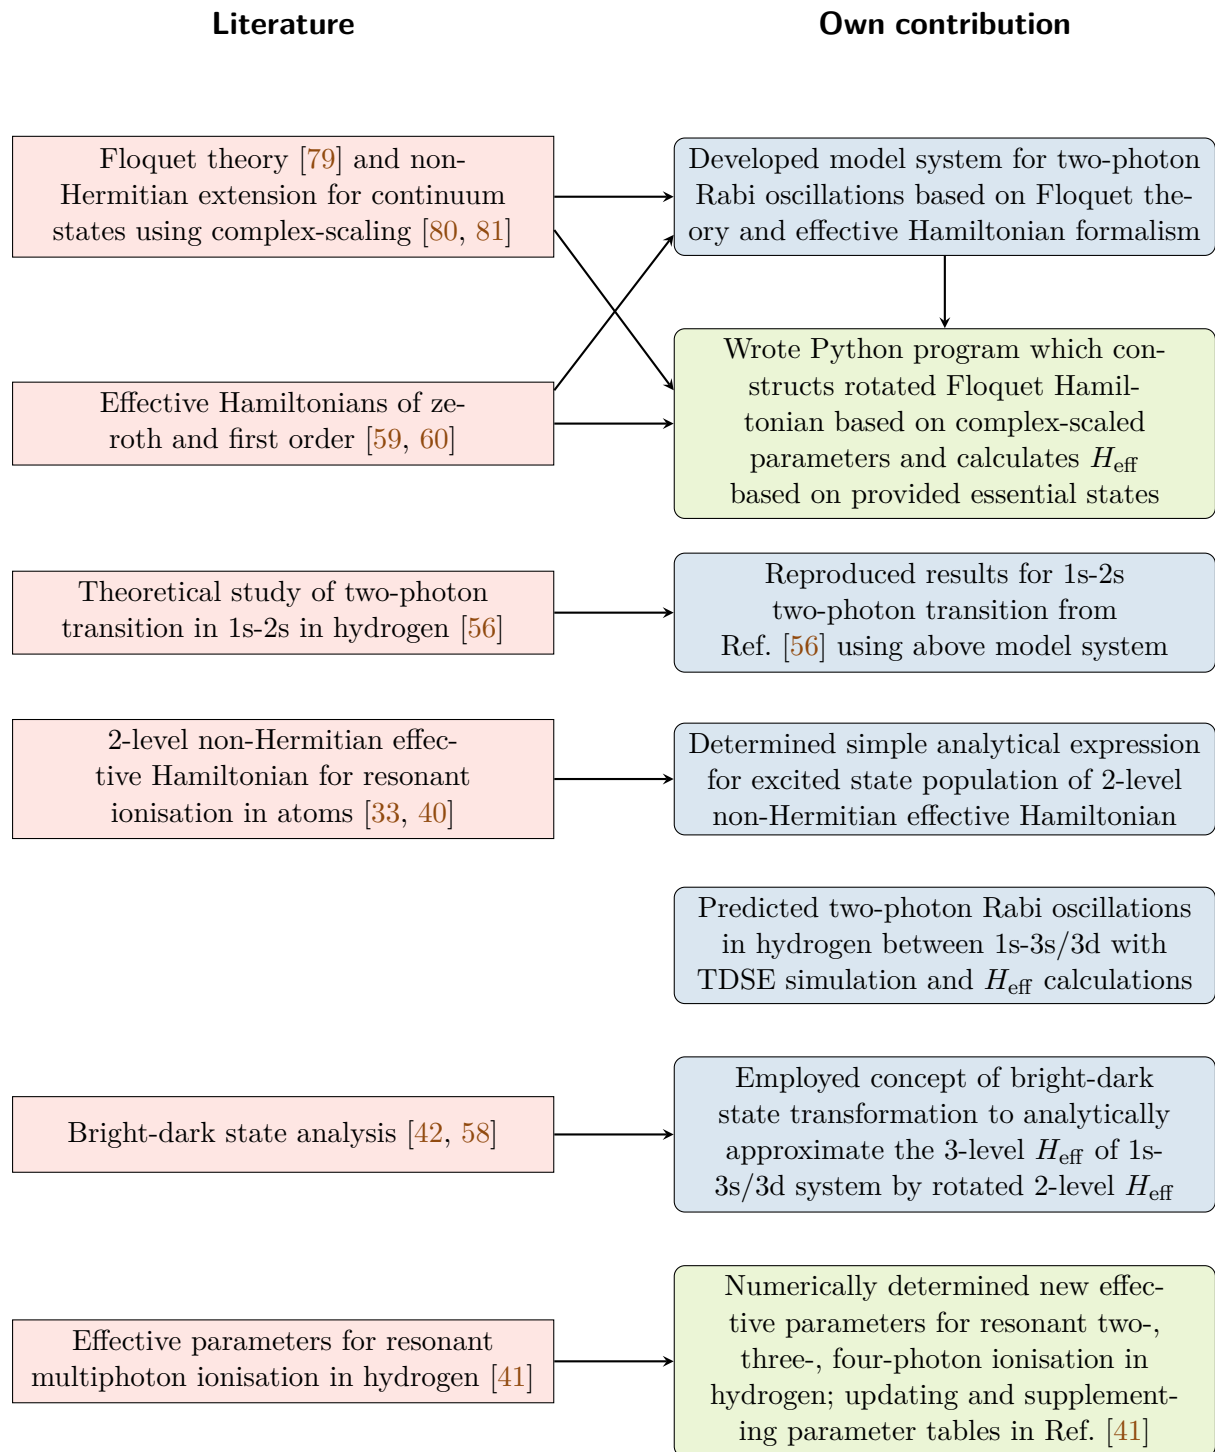 Literature
Own contribution
Floquet theory [79] and non-
Hermitian extension for continuum
states using complex-scaling [80, 81]
Developed model system for two-photon
Rabi oscillations based on Floquet the-
ory and effective Hamiltonian formalism
Effective Hamiltonians of ze-
roth and first order [59, 60]
Wrote Python program which con-
structs rotated Floquet Hamil-
tonian based on complex-scaled
parameters and calculates H_eff
based on provided essential states
Theoretical study of two-photon
transition in 1s-2s in hydrogen [56]
Reproduced results for 1s-2s
two-photon transition from
Ref. [56] using above model system
2-level non-Hermitian effec-
tive Hamiltonian for resonant
ionisation in atoms [33, 40]
Determined simple analytical expression
for excited state population of 2-level
non-Hermitian effective Hamiltonian
Predicted two-photon Rabi oscillations
in hydrogen between 1s-3s/3d with
TDSE simulation and H_eff calculations
Bright-dark state analysis [42, 58]
Employed concept of bright-dark
state transformation to analytically
approximate the 3-level H_eff of 1s-
3s/3d system by rotated 2-level H_eff
Effective parameters for resonant
multiphoton ionisation in hydrogen [41]
Numerically determined new effec-
tive parameters for resonant two-,
three-, four-photon ionisation in
hydrogen; updating and supplement-
ing parameter tables in Ref. [41]